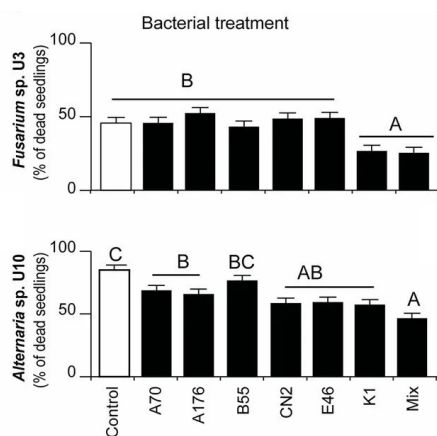 Bacterial treatment
Fusarium sp. U3
(% of dead seedlings)
100
50
0
B
A
Alternaria sp. U10
(% of dead seedlings)
100
50
0
C
B
BC
AB
A
Control
A70
A176
B55
CN2
E46
K1
Mix